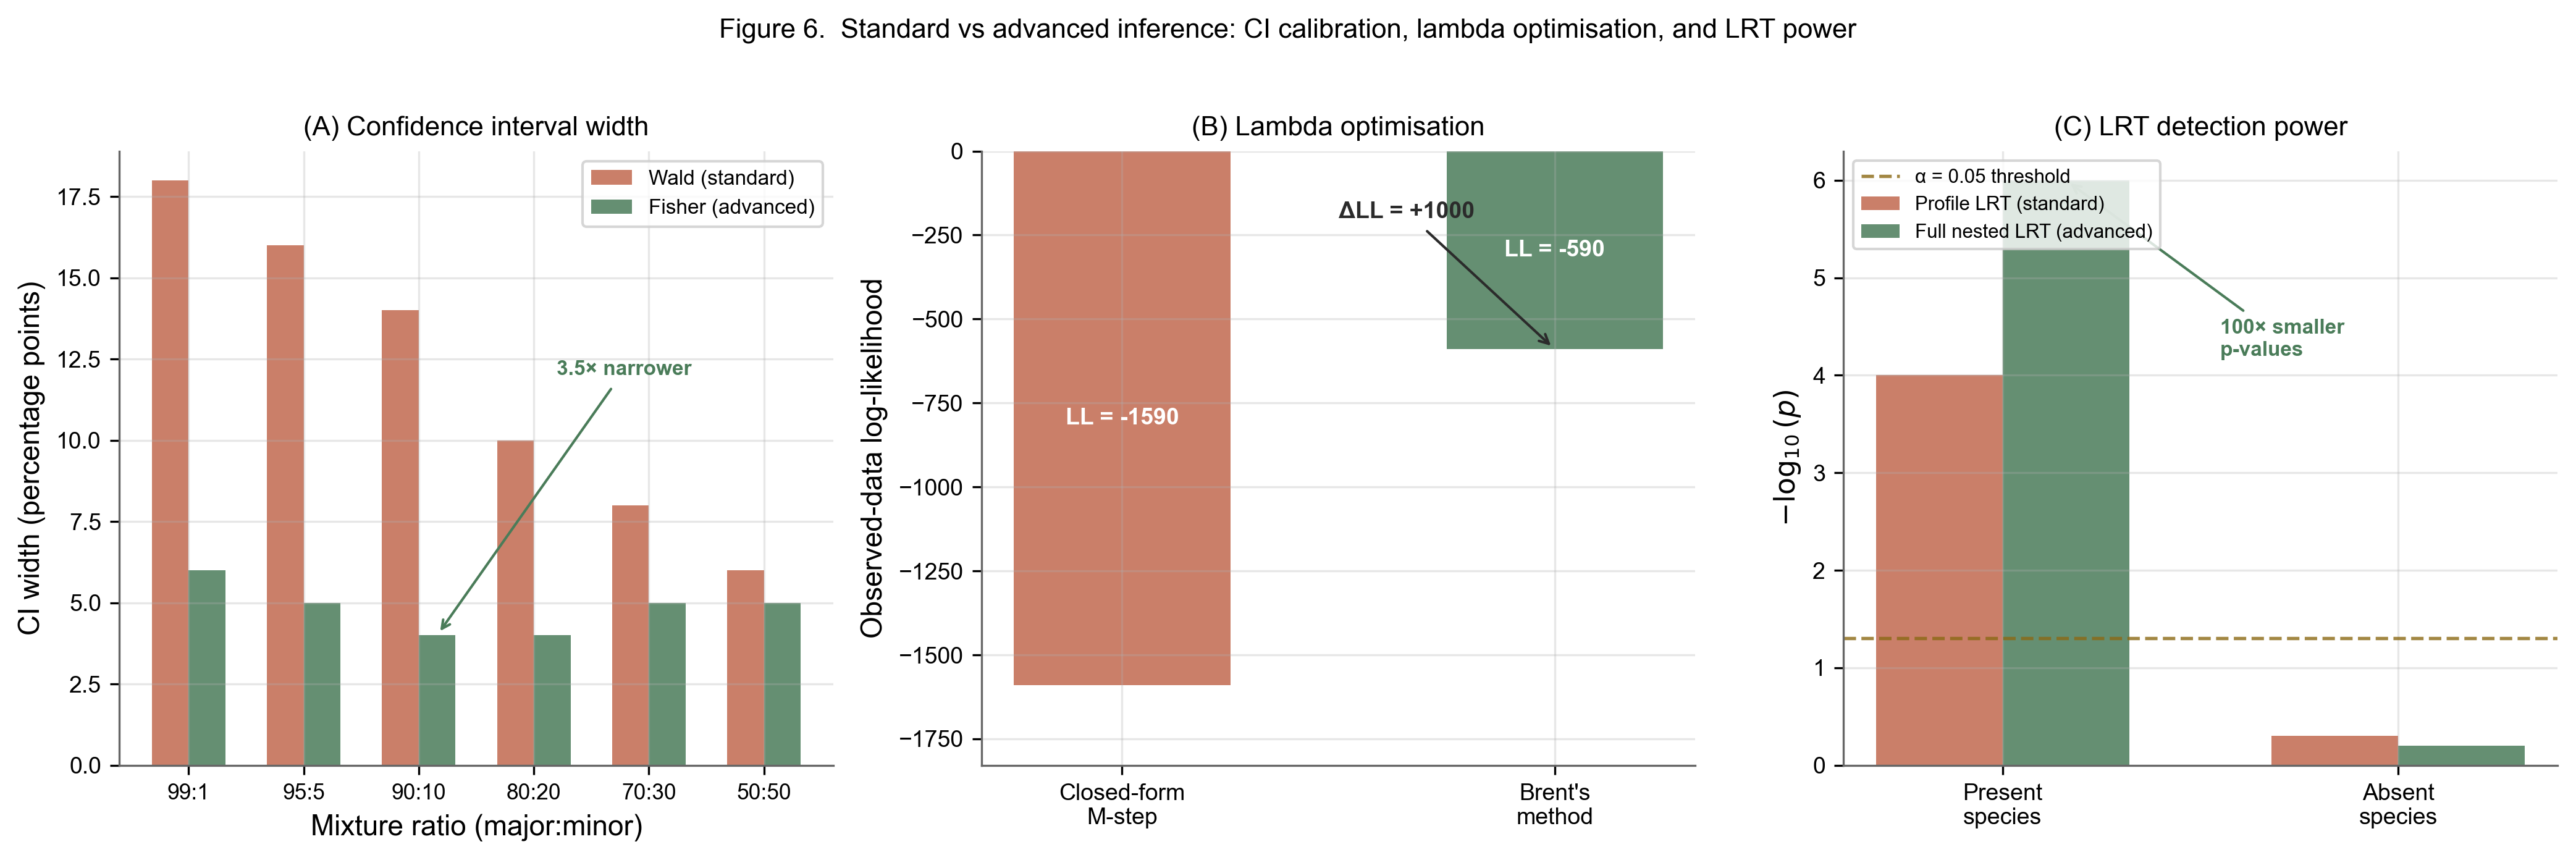 Figure 6.  Standard vs advanced inference: CI calibration, lambda optimisation, and LRT power
(A) Confidence interval width
CI width (percentage points)
17.5
15.0
12.5
10.0
7.5
5.0
2.5
0.0
Wald (standard)
Fisher (advanced)
3.5× narrower
99:1
95:5
90:10
80:20
70:30
50:50
Mixture ratio (major:minor)
(B) Lambda optimisation
Observed-data log-likelihood
0
−250
−500
−750
−1000
−1250
−1500
−1750
ΔLL = +1000
LL = -590
LL = -1590
Closed-form
M-step
Brent's
method
(C) LRT detection power
−log₁₀(p)
6
5
4
3
2
1
0
α = 0.05 threshold
Profile LRT (standard)
Full nested LRT (advanced)
100× smaller
p-values
Present
species
Absent
species